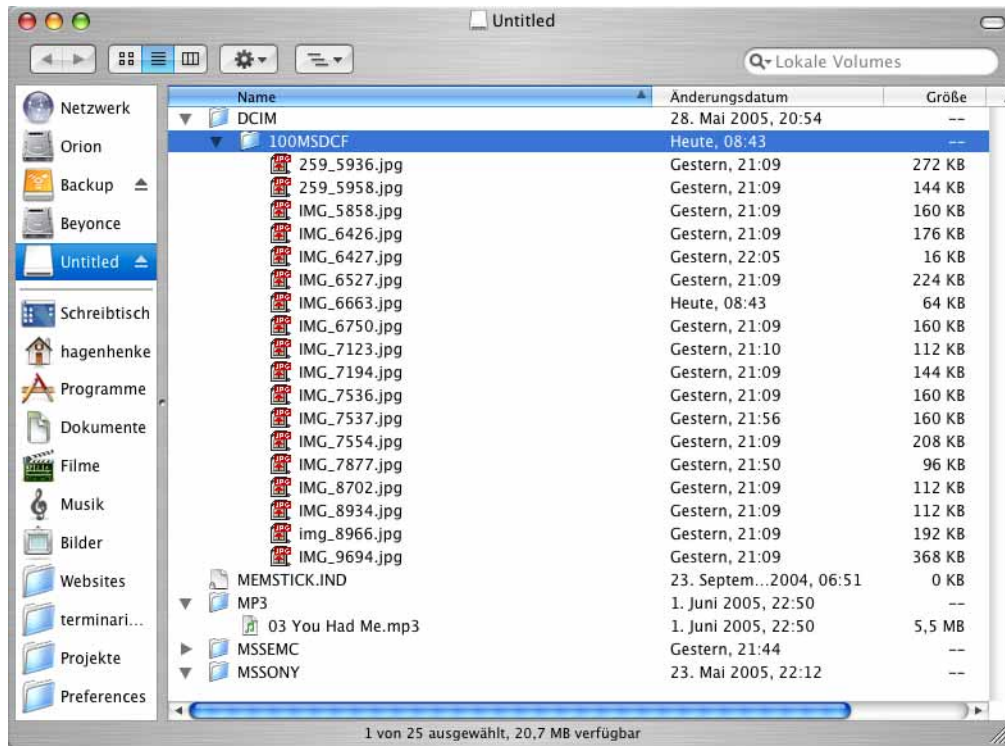 Untitled
Lokale Volumes
Netzwerk
Orion
Backup
Beyonce
Untitled
Schreibtisch
hagenhenke
Programme
Dokumente
Filme
Musik
Bilder
Websites
terminari...
Projekte
Preferences
Name Änderungsdatum Größe
DCIM 28. Mai 2005, 20:54 --
100MSDCF Heute, 08:43 --
259_5936.jpg Gestern, 21:09 272 KB
259_5958.jpg Gestern, 21:09 144 KB
IMG_5858.jpg Gestern, 21:09 160 KB
IMG_6426.jpg Gestern, 21:09 176 KB
IMG_6427.jpg Gestern, 22:05 16 KB
IMG_6527.jpg Gestern, 21:09 224 KB
IMG_6663.jpg Heute, 08:43 64 KB
IMG_6750.jpg Gestern, 21:09 160 KB
IMG_7123.jpg Gestern, 21:10 112 KB
IMG_7194.jpg Gestern, 21:09 144 KB
IMG_7536.jpg Gestern, 21:09 160 KB
IMG_7537.jpg Gestern, 21:56 160 KB
IMG_7554.jpg Gestern, 21:09 208 KB
IMG_7877.jpg Gestern, 21:50 96 KB
IMG_8702.jpg Gestern, 21:09 112 KB
IMG_8934.jpg Gestern, 21:09 112 KB
img_8966.jpg Gestern, 21:09 192 KB
IMG_9694.jpg Gestern, 21:09 368 KB
MEMSTICK.IND 23. Septem...2004, 06:51 0 KB
MP3 1. Juni 2005, 22:50 --
03 You Had Me.mp3 1. Juni 2005, 22:50 5,5 MB
MSSEMC Gestern, 21:44 --
MSSONY 23. Mai 2005, 22:12 --
1 von 25 ausgewählt, 20,7 MB verfügbar